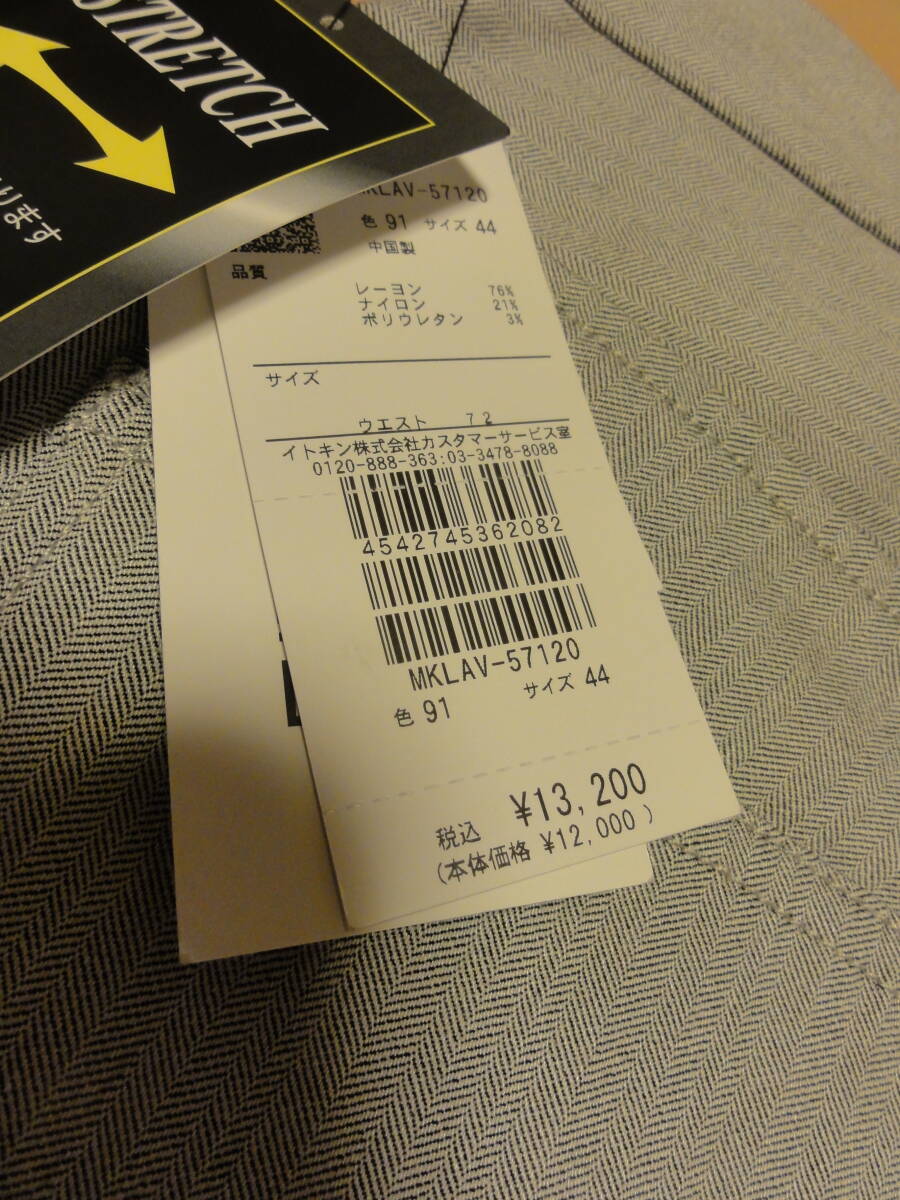 STRETCH
ります
KLAV-57120
色 91 サイズ 44
中国製
品質
レーヨン 76%
ナイロン 21%
ポリウレタン 3%
サイズ
ウエスト 72
イトキン株式会社カスタマーサービス室
0120-888-363:03-3478-8088
4542745362082
MKLAV-57120
色 91 サイズ 44
税込 ¥13,200
(本体価格 ¥12,000)